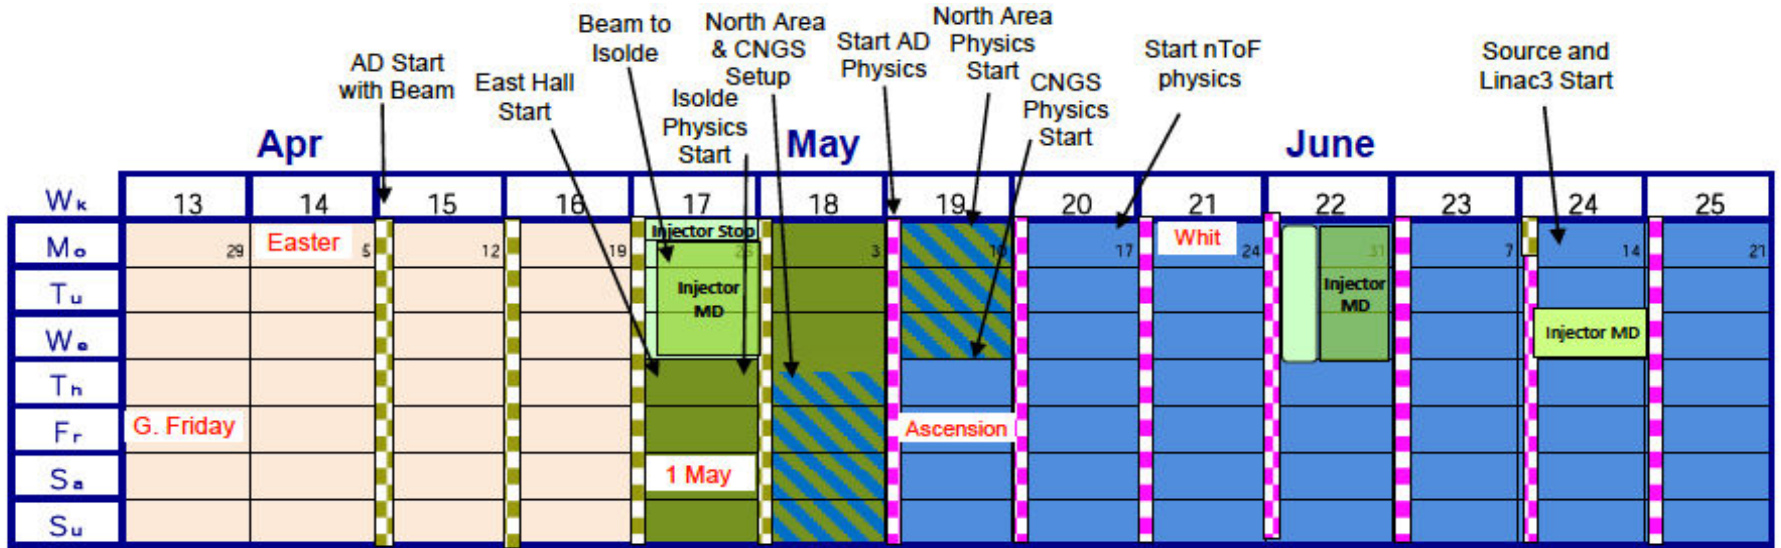 Beam to
Isolde
North Area
& CNGS
Setup
Start AD
Physics
North Area
Physics
Start
Start nToF
physics
Source and
Linac3 Start
AD Start
with Beam
East Hall
Start
Isolde
Physics
Start
CNGS
Physics
Start
Apr May June
Wk 13 14 15 16 17 18 19 20 21 22 23 24 25
Injector Stop
Mo 29 Easter 5 12 19 26 3 10 17 Whit 24 31 7 14 21
Tu Injector MD Injector MD
We Injector MD
Th
Fr G. Friday Ascension
Sa 1 May
Su